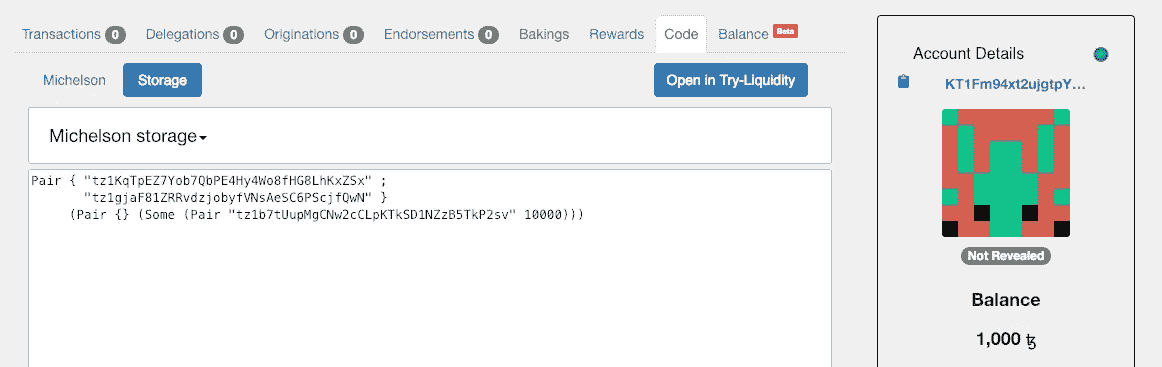 Transactions 0 Delegations 0 Originations 0 Endorsements 0 Bakings Rewards Code Balance Beta
Michelson Storage Open in Try-Liquidity
Michelson storage
Pair { "tz1KqTpEZ7Yob7QbPE4Hy4Wo8fHG8LhKxZSx" ;
"tz1gjaF81ZRRvdzjobyfVNsAeSC6PScjfQwN" }
(Pair {} (Some (Pair "tz1b7tUupMgCNw2cCLpKTkSD1NZzB5TkP2sv" 10000)))
Account Details
KT1Fm94xt2ujgtpY...
Not Revealed
Balance
1,000 ꜩ